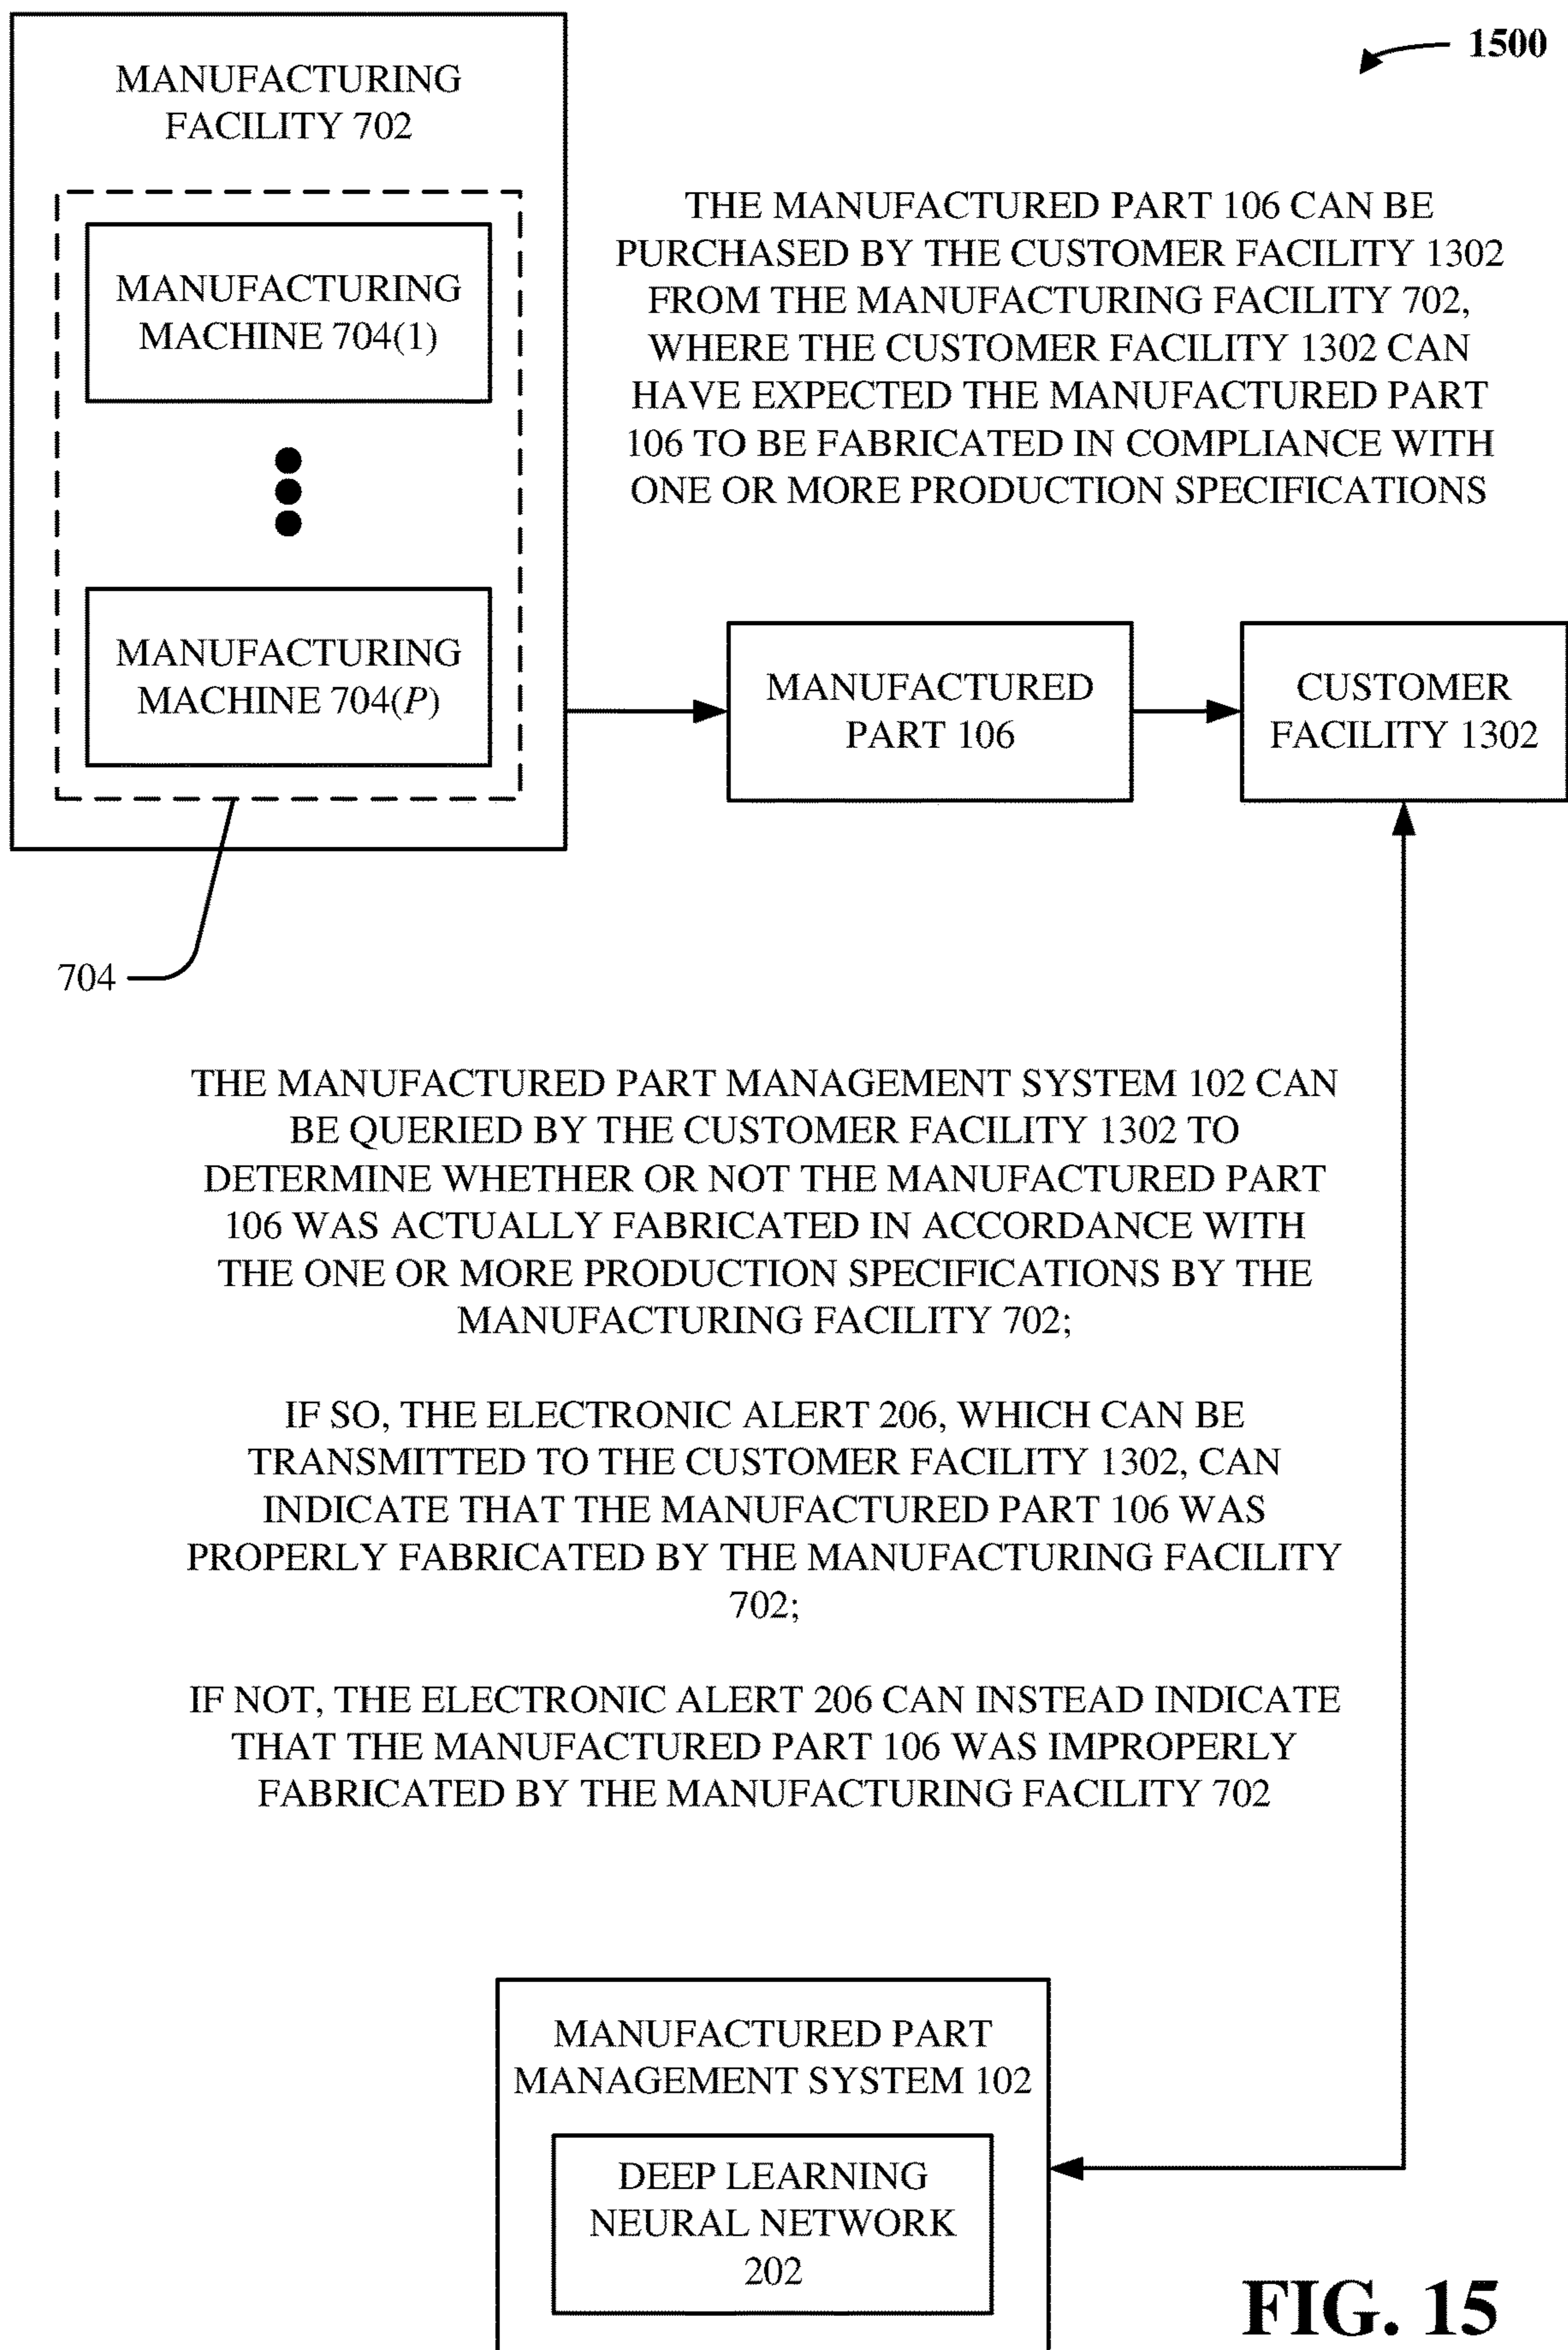 1500
MANUFACTURING
FACILITY 702
MANUFACTURING
MACHINE 704(1)
MANUFACTURING
MACHINE 704(P)
704
THE MANUFACTURED PART 106 CAN BE
PURCHASED BY THE CUSTOMER FACILITY 1302
FROM THE MANUFACTURING FACILITY 702,
WHERE THE CUSTOMER FACILITY 1302 CAN
HAVE EXPECTED THE MANUFACTURED PART
106 TO BE FABRICATED IN COMPLIANCE WITH
ONE OR MORE PRODUCTION SPECIFICATIONS
MANUFACTURED
PART 106
CUSTOMER
FACILITY 1302
THE MANUFACTURED PART MANAGEMENT SYSTEM 102 CAN
BE QUERIED BY THE CUSTOMER FACILITY 1302 TO
DETERMINE WHETHER OR NOT THE MANUFACTURED PART
106 WAS ACTUALLY FABRICATED IN ACCORDANCE WITH
THE ONE OR MORE PRODUCTION SPECIFICATIONS BY THE
MANUFACTURING FACILITY 702;
IF SO, THE ELECTRONIC ALERT 206, WHICH CAN BE
TRANSMITTED TO THE CUSTOMER FACILITY 1302, CAN
INDICATE THAT THE MANUFACTURED PART 106 WAS
PROPERLY FABRICATED BY THE MANUFACTURING FACILITY
702;
IF NOT, THE ELECTRONIC ALERT 206 CAN INSTEAD INDICATE
THAT THE MANUFACTURED PART 106 WAS IMPROPERLY
FABRICATED BY THE MANUFACTURING FACILITY 702
MANUFACTURED PART
MANAGEMENT SYSTEM 102
DEEP LEARNING
NEURAL NETWORK
202
FIG. 15